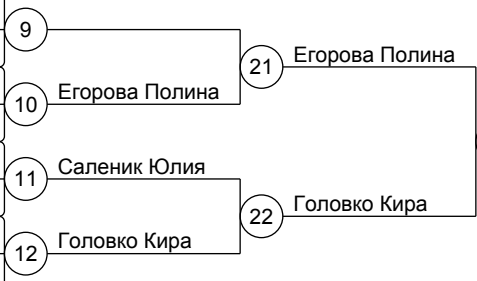 9
10 Егорова Полина
21 Егорова Полина
11 Саленик Юлия
22 Головко Кира
12 Головко Кира